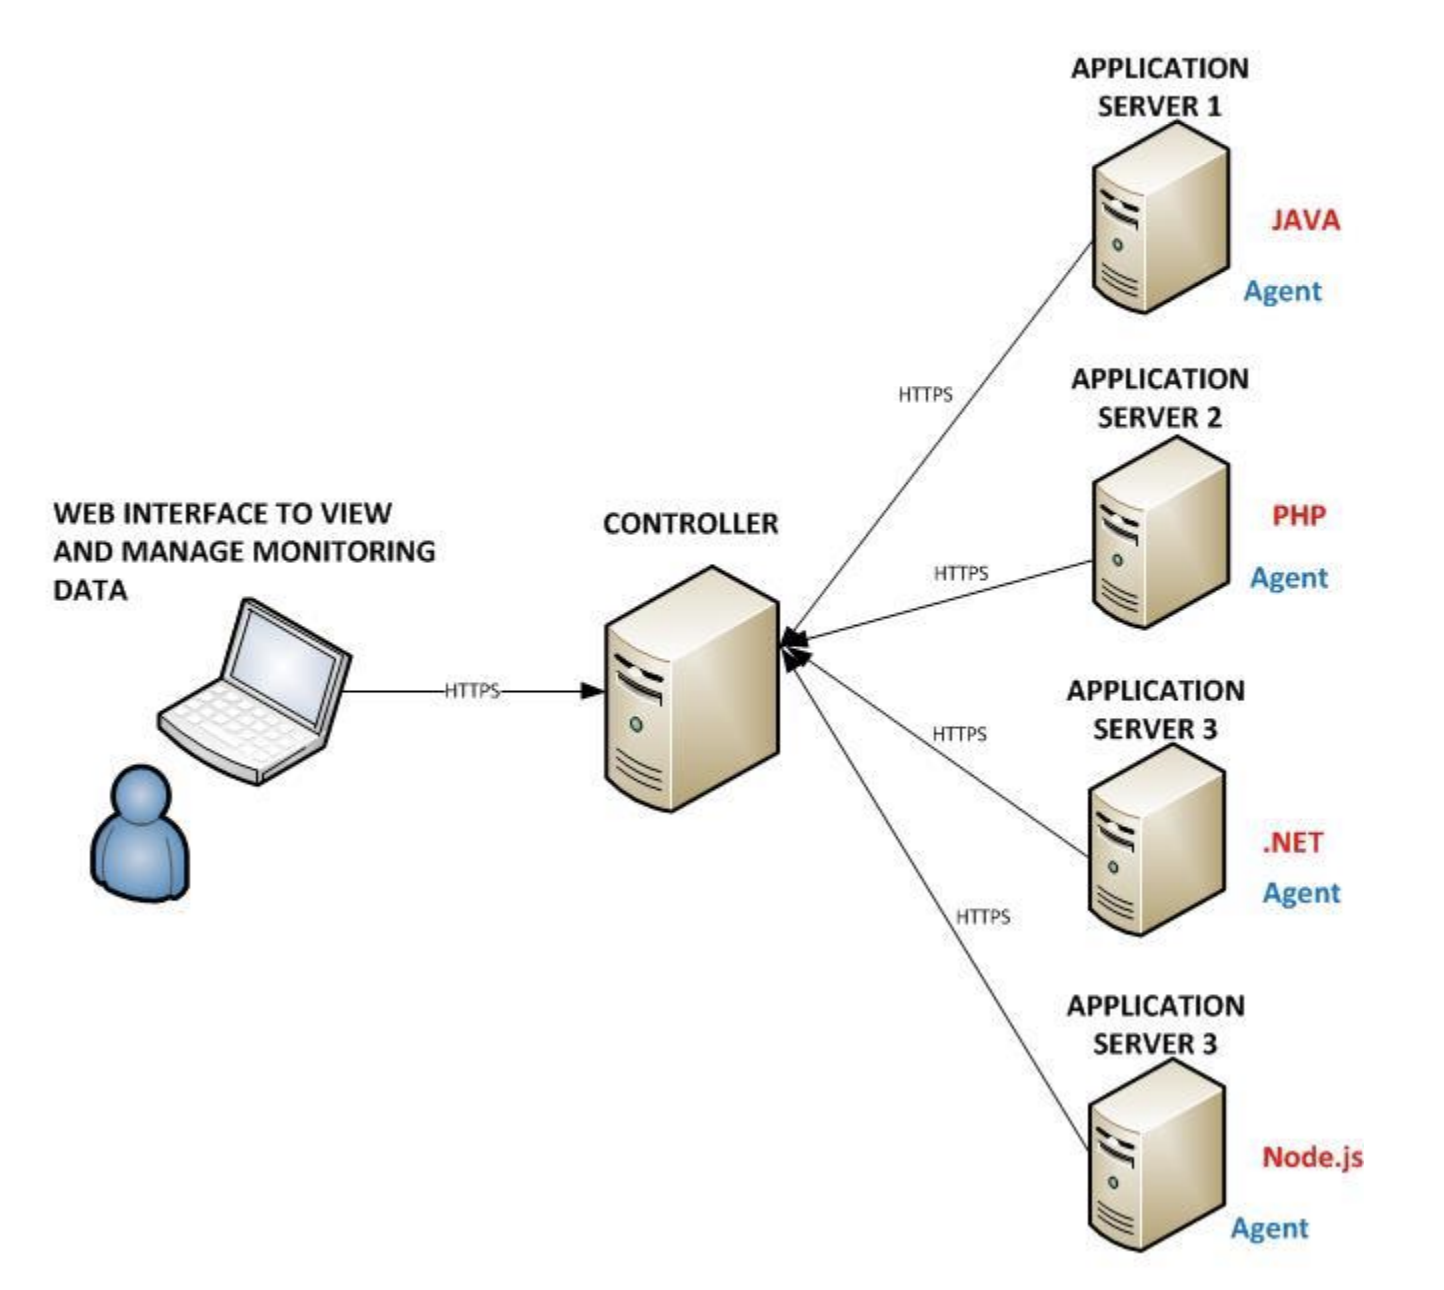 WEB INTERFACE TO VIEW
AND MANAGE MONITORING
DATA
HTTPS
CONTROLLER
HTTPS
HTTPS
HTTPS
HTTPS
APPLICATION
SERVER 1
JAVA
Agent
APPLICATION
SERVER 2
PHP
Agent
APPLICATION
SERVER 3
.NET
Agent
APPLICATION
SERVER 3
Node.js
Agent